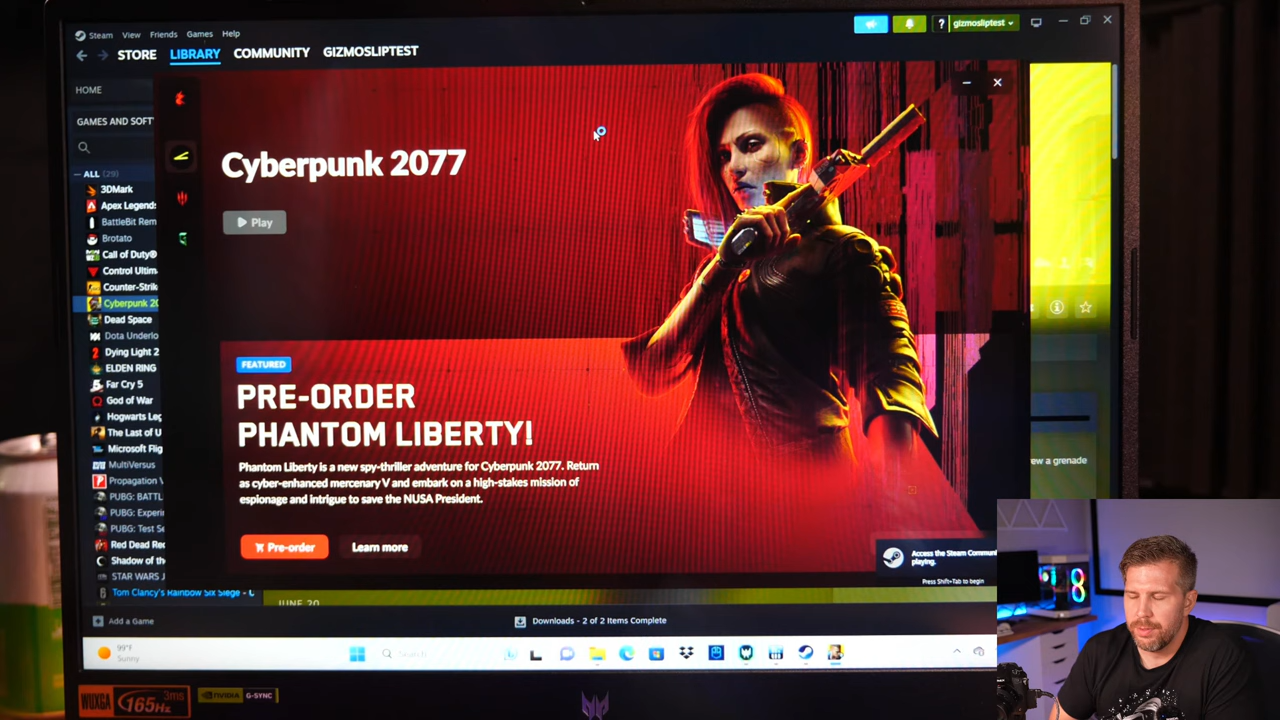 Steam View Friends Games Help
gizmosliptest
STORE LIBRARY COMMUNITY GIZMOSLIPTEST
HOME
GAMES AND SOFT
ALL (29)
3DMark
Apex Legends
BattleBit Rem
Brotato
Call of Duty®
Control Ultim
Counter-Strik
Cyberpunk 20
Dead Space
Dota Underlo
Dying Light 2
ELDEN RING
Far Cry 5
God of War
Hogwarts Leg
The Last of U
Microsoft Flig
MultiVersus
Propagation V
PUBG: BATTL
PUBG: Experi
PUBG: Test Se
Red Dead Red
Shadow of th
STAR WARS J
Tom Clancy's Rainbow Six Siege - 
Add a Game
Cyberpunk 2077
Play
FEATURED
PRE-ORDER
PHANTOM LIBERTY!
Phantom Liberty is a new spy-thriller adventure for Cyberpunk 2077. Return
as cyber-enhanced mercenary V and embark on a high-stakes mission of
espionage and intrigue to save the NUSA President.
Pre-order
Learn more
ew a grenade
Access the Steam Commun
playing.
Press Shift+Tab to begin
JUNE 20
Downloads - 2 of 2 Items Complete
99°F
Sunny
Search
WUXGA 165Hz 3ms
NVIDIA G-SYNC